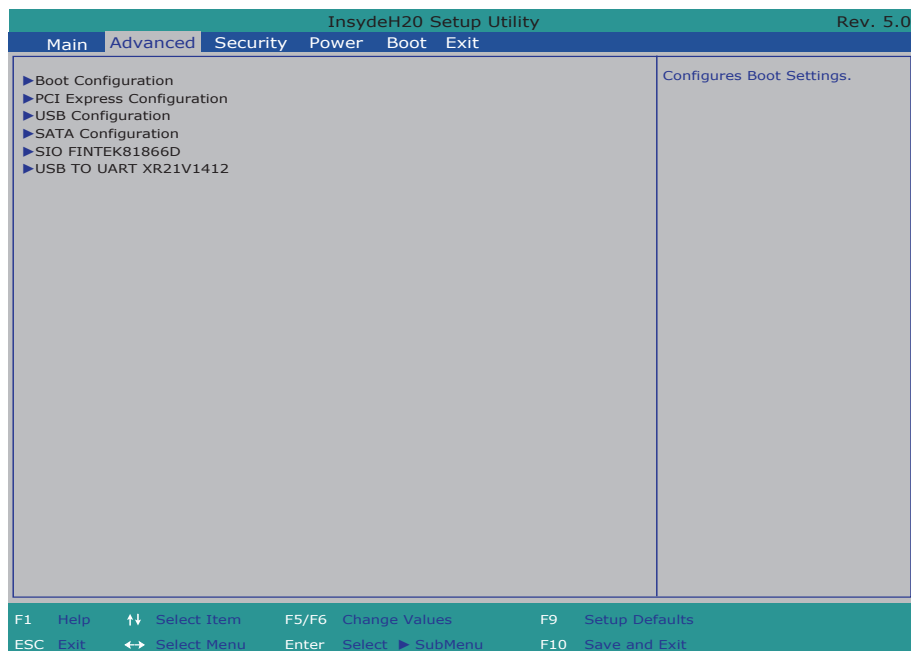 InsydeH20 Setup Utility Rev. 5.0
Main Advanced Security Power Boot Exit
►Boot Configuration
►PCI Express Configuration
►USB Configuration
►SATA Configuration
►SIO FINTEK81866D
►USB TO UART XR21V1412
Configures Boot Settings.
F1 Help ↑↓ Select Item F5/F6 Change Values F9 Setup Defaults
ESC Exit ↔ Select Menu Enter Select ► SubMenu F10 Save and Exit